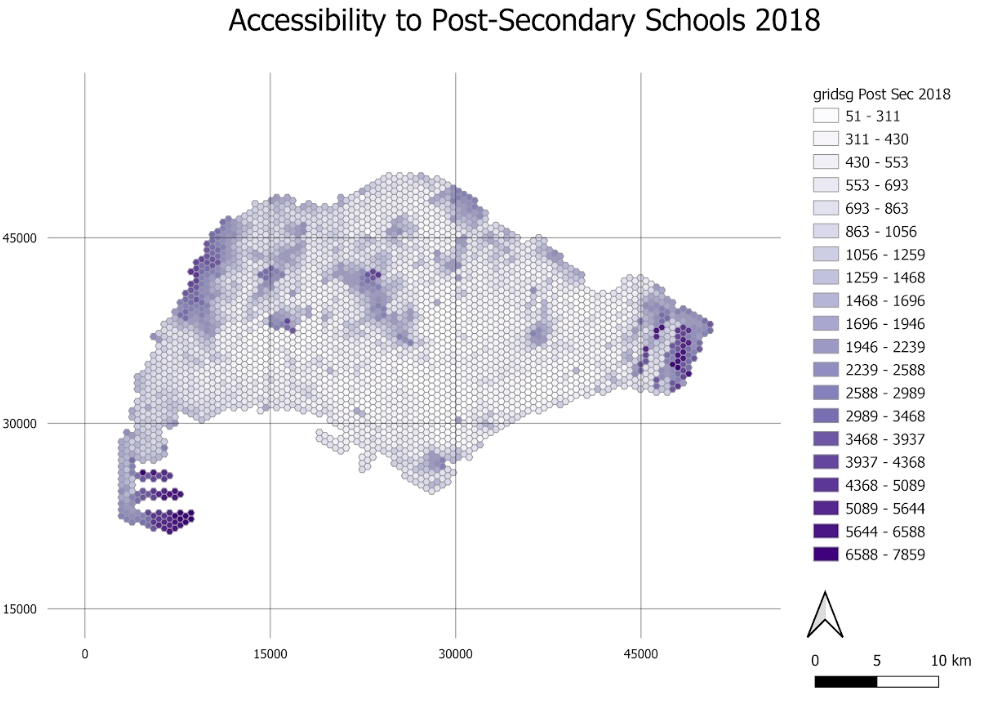 Accessibility to Post-Secondary Schools 2018
gridsg Post Sec 2018
51 - 311
311 - 430
430 - 553
553 - 693
693 - 863
863 - 1056
1056 - 1259
1259 - 1468
1468 - 1696
1696 - 1946
1946 - 2239
2239 - 2588
2588 - 2989
2989 - 3468
3468 - 3937
3937 - 4368
4368 - 5089
5089 - 5644
5644 - 6588
6588 - 7859
45000
30000
15000
0 15000 30000 45000
0 5 10 km